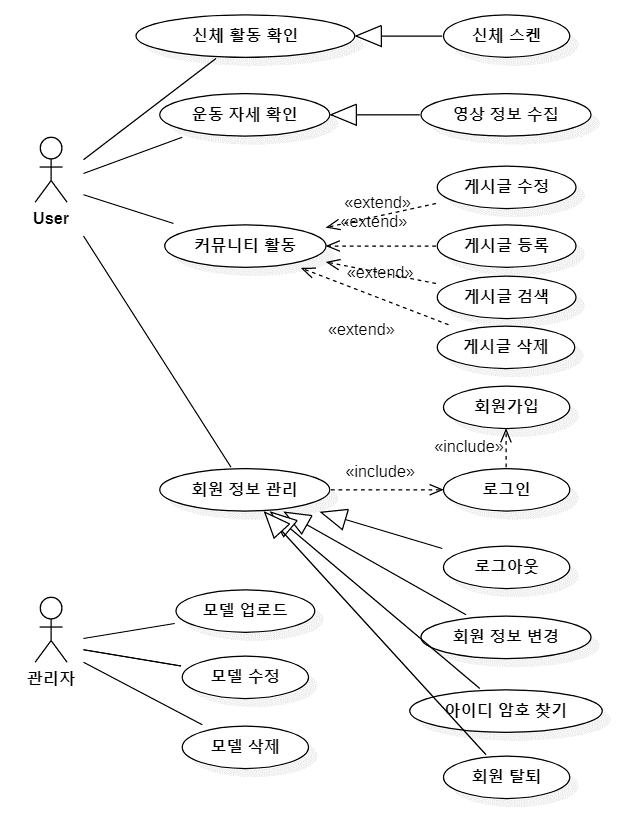 신체 활동 확인
신체 스켄
운동 자세 확인
영상 정보 수집
User
게시글 수정
«extend»
«extend»
커뮤니티 활동
게시글 등록
«extend»
게시글 검색
«extend»
게시글 삭제
회원가입
«include»
«include»
회원 정보 관리
로그인
로그아웃
모델 업로드
회원 정보 변경
관리자
모델 수정
아이디 암호 찾기
모델 삭제
회원 탈퇴